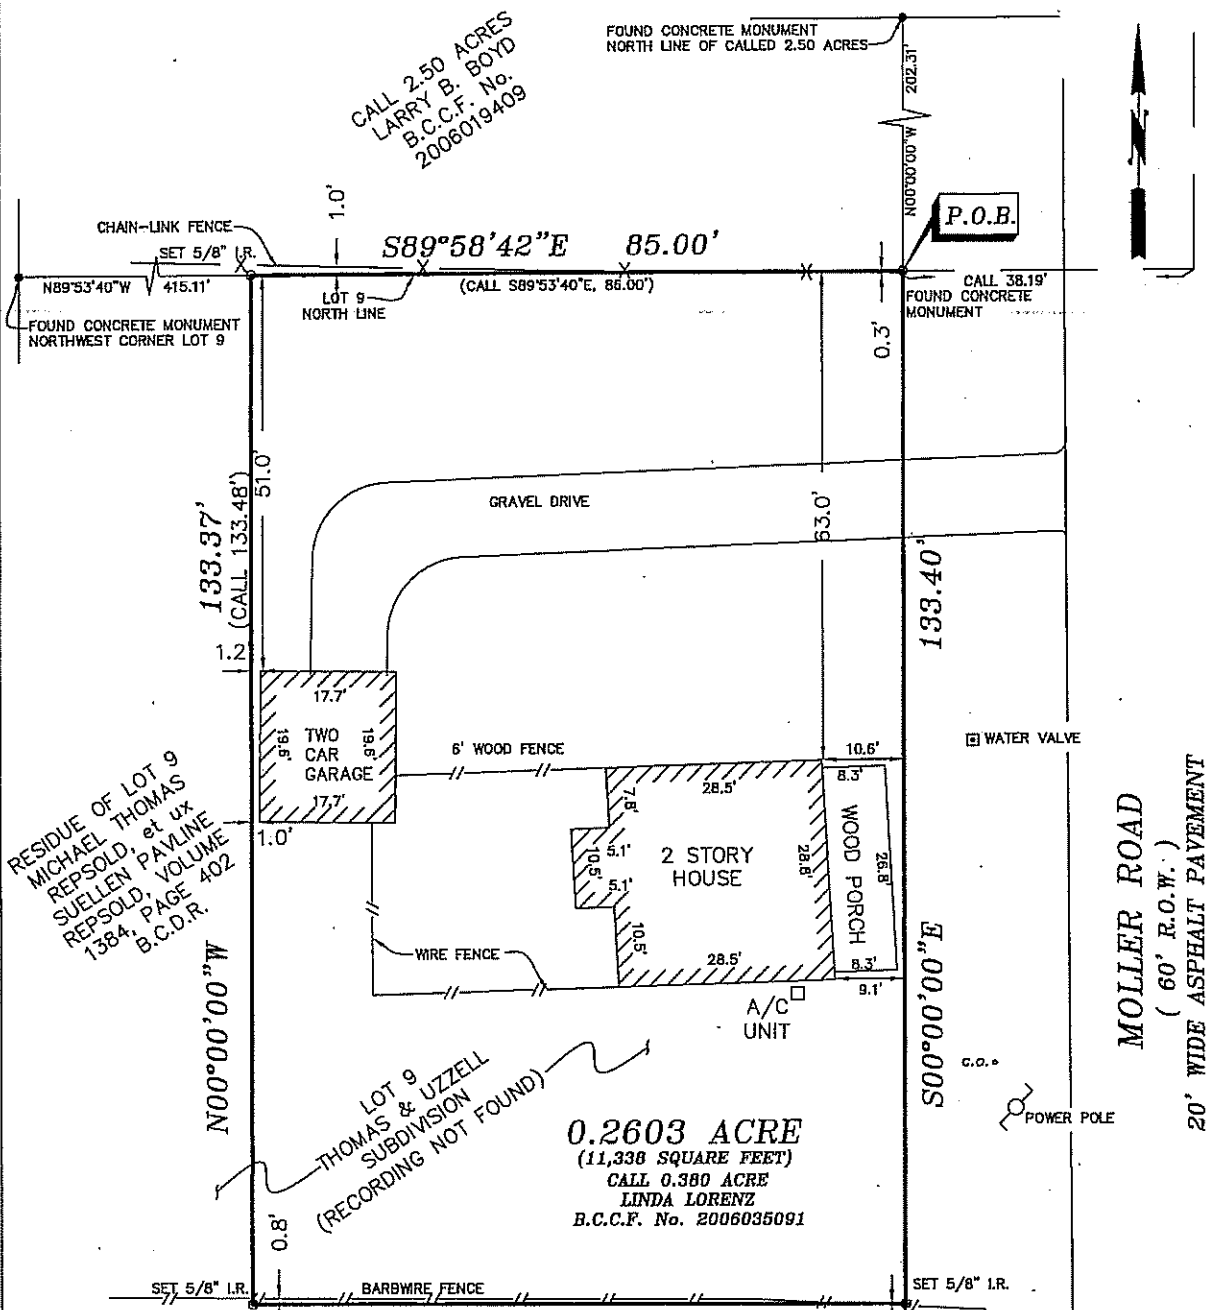 CALL 2.50 ACRES
LARRY B. BOYD
B.C.C.F. No.
2006019409
FOUND CONCRETE MONUMENT
NORTH LINE OF CALLED 2.50 ACRES
202.31'
N00°00'00"W
N
P.O.B.
CHAIN-LINK FENCE
1.0'
SET 5/8" I.R.
S89°58'42"E 85.00'
N89°53'40"W 415.11'
LOT 9
NORTH LINE
(CALL S89°53'40"E, 85.00')
CALL 38.19'
FOUND CONCRETE
MONUMENT
FOUND CONCRETE MONUMENT
NORTHWEST CORNER LOT 9
0.3'
133.37'
(CALL 133.48')
51.0'
GRAVEL DRIVE
63.0'
133.40'
1.2
17.7'
19.6'
TWO
CAR
GARAGE
19.6'
17.7'
1.0'
6' WOOD FENCE
10.6'
8.3'
WATER VALVE
28.5'
7.8'
5.1'
10.5'
5.1'
10.5'
2 STORY
HOUSE
28.8'
WOOD PORCH
26.8'
28.5'
8.3'
9.1'
WIRE FENCE
A/C
UNIT
RESIDUE OF LOT 9
MICHAEL THOMAS
REPSOLD, et ux
SUELLEN PAVLINE
REPSOLD, VOLUME
1384, PAGE 402
B.C.D.R.
N00°00'00"W
S00°00'00"E
MOLLER ROAD
( 60' R.O.W. )
20' WIDE ASPHALT PAVEMENT
C.O.
POWER POLE
LOT 9
THOMAS & UZZELL
SUBDIVISION
(RECORDING NOT FOUND)
0.2603 ACRE
(11,338 SQUARE FEET)
CALL 0.380 ACRE
LINDA LORENZ
B.C.C.F. No. 2006035091
0.8'
SET 5/8" I.R.
BARBWIRE FENCE
SET 5/8" I.R.